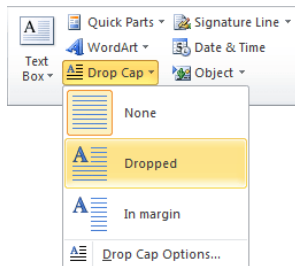 Quick Parts
Signature Line
WordArt
Date & Time
Text
Box
Drop Cap
Object
None
Dropped
In margin
Drop Cap Options...